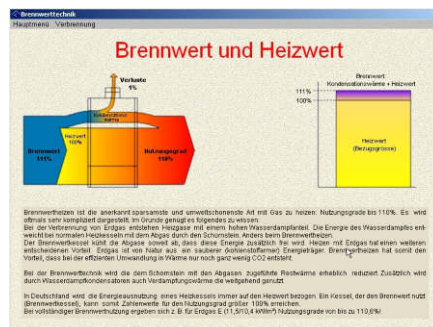 Brennwerttechnik
Hauptmenü Verbrennung
Brennwert und Heizwert
Verluste
1%
Kondensationswärme
Heizwert
100%
Brennwert
111%
Nutzungsgrad
110%
Brennwert
Kondensationswärme + Heizwert
111%
100%
Heizwert
(Bezugsgrösse)
Brennwertheizen ist die anerkannt sparsamste und umweltschonenste Art mit Gas zu heizen: Nutzungsgrade bis 110%. Es wird
oftmals sehr kompliziert dargestellt. Im Grunde genügt es folgendes zu wissen:
Bei der Verbrennung von Erdgas entstehen Heizgase mit einem hohen Wasserdampfanteil. Die Energie des Wasserdampfes ent-
weicht bei normalen Heizkesseln mit dem Abgas durch den Schornstein. Anders beim Brennwertheizen.
Der Brennwertkessel kühlt die Abgase soweit ab, dass diese Energie zusätzlich frei wird. Heizen mit Erdgas hat einen weiteren
entscheidenen Vorteil: Erdgas ist von Natur aus ein sauberer (kohlenstoffarmer) Energieträger. Brennwertheizen hat somit den
Vorteil, dass bei der effizienten Umwandlung in Wärme nur noch ganz wenig CO2 entsteht.
Bei der Brennwerttechnik wird die dem Schornstein mit den Abgasen zugeführte Restwärme erheblich reduziert. Zusätzlich wird
durch Wasserdampfkondensatoren auch Verdampfungswärme die weitgehend genutzt
In Deutschland wird die Energieausnutzung eines Heizkessels immer auf den Heizwert bezogen. Ein Kessel, der den Brennwert nutzt
(Brennwertkessel), kann somit Zahlenwerte für den Nutzungsgrad größer 100% erreichen.
Bei vollständiger Brennwertnutzung ergeben sich z. B. für Erdgas E (11,5/10,4 kWh/m³) Nutzungsgrade von bis zu 110,6%!